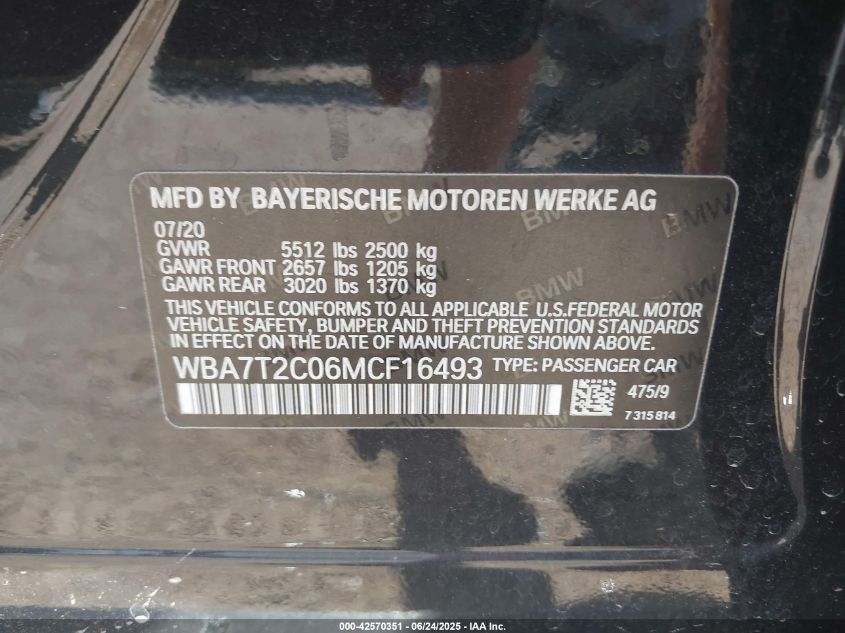 MFD BY BAYERISCHE MOTOREN WERKE AG
07/20
GVWR 5512 lbs 2500 kg
GAWR FRONT 2657 lbs 1205 kg
GAWR REAR 3020 lbs 1370 kg
THIS VEHICLE CONFORMS TO ALL APPLICABLE U.S.FEDERAL MOTOR
VEHICLE SAFETY, BUMPER AND THEFT PREVENTION STANDARDS
IN EFFECT ON THE DATE OF MANUFACTURE SHOWN ABOVE.
WBA7T2C06MCF16493 TYPE: PASSENGER CAR
475/9
7 315 814
BMW
BMW
BMW
000-42570351 - 06/24/2025 - IAA Inc.